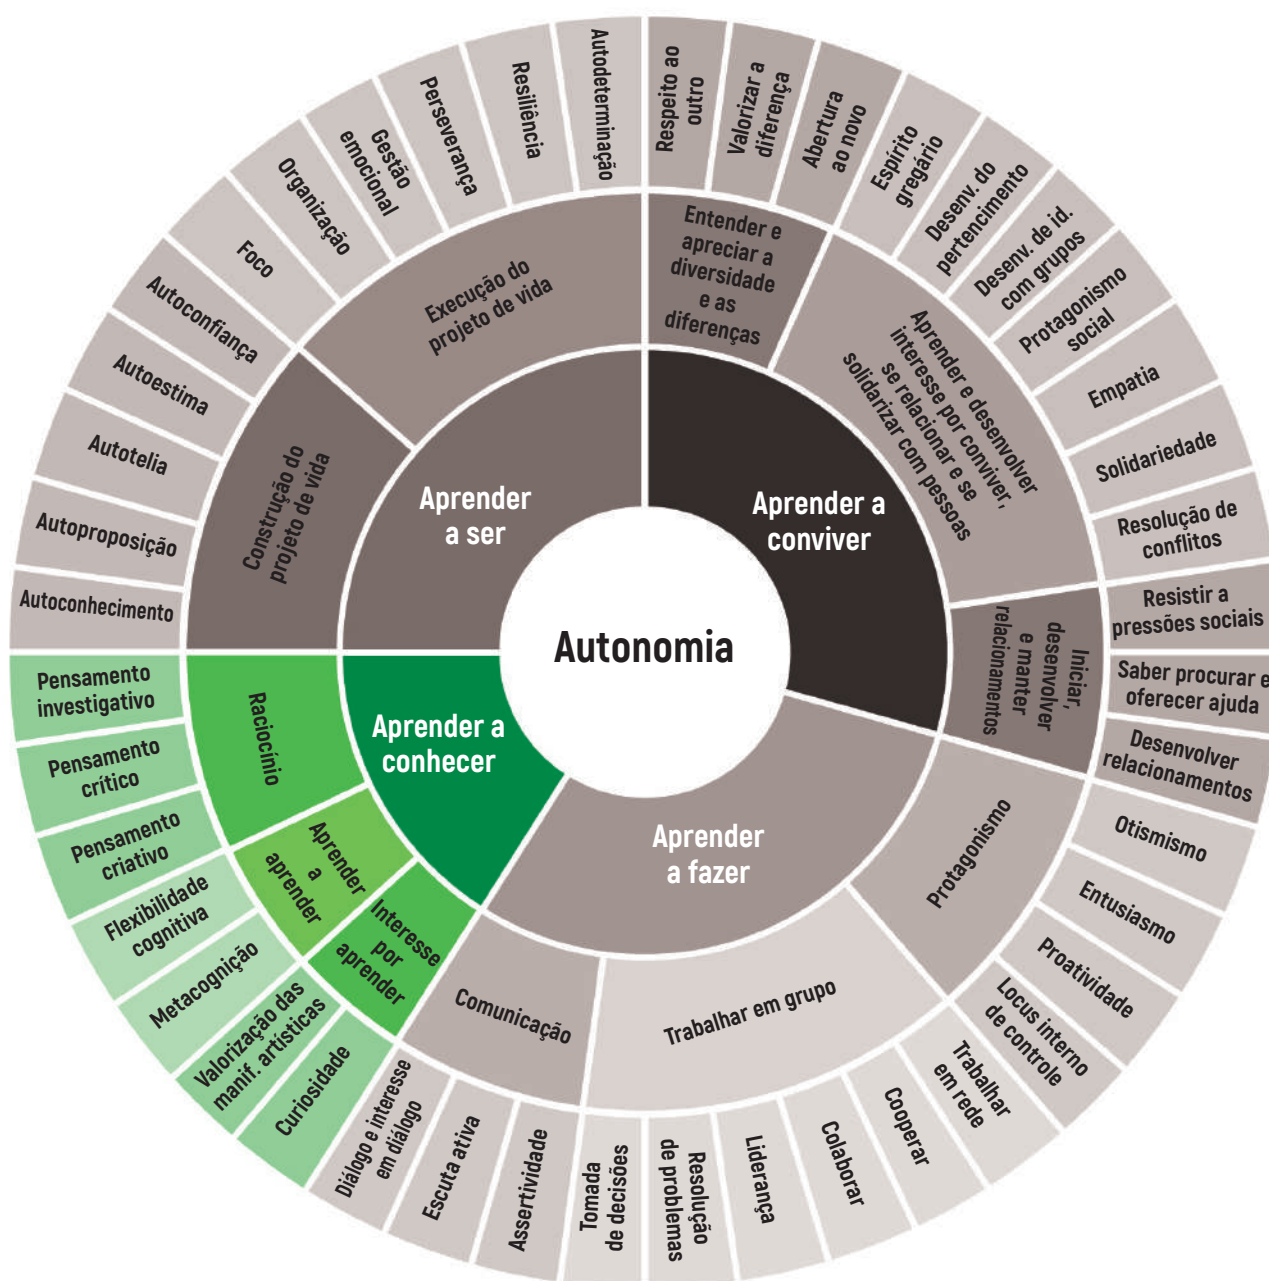 Autonomia
Aprender
a ser
Aprender a
conviver
Aprender
a fazer
Aprender a
conhecer
Execução do
projeto de vida
Construção do
projeto de vida
Entender e
apreciar a
diversidade
e as
diferenças
Aprender e desenvolver
interesse por conviver,
se relacionar e se
solidarizar com pessoas
Iniciar,
desenvolver
e manter
relacionamentos
Protagonismo
Trabalhar em grupo
Comunicação
Interesse
por
aprender
Aprender
a
aprender
Raciocínio
Respeito ao
outro
Valorizar a
diferença
Abertura
ao novo
Espírito
gregário
Desenv. do
pertencimento
Desenv. de id.
com grupos
Protagonismo
social
Empatia
Solidariedade
Resolução de
conflitos
Resistir a
pressões sociais
Saber procurar e
oferecer ajuda
Desenvolver
relacionamentos
Otismismo
Entusiasmo
Proatividade
Locus interno
de controle
Trabalhar
em rede
Cooperar
Colaborar
Liderança
Resolução
de problemas
Tomada
de decisões
Assertividade
Escuta ativa
Diálogo e interesse
em diálogo
Curiosidade
Valorização das
manif. artísticas
Metacognição
Flexibilidade
cognitiva
Pensamento
criativo
Pensamento
crítico
Pensamento
investigativo
Autoconhecimento
Autoproposição
Autotelia
Autoestima
Autoconfiança
Foco
Organização
Gestão
emocional
Perseverança
Resiliência
Autodeterminação